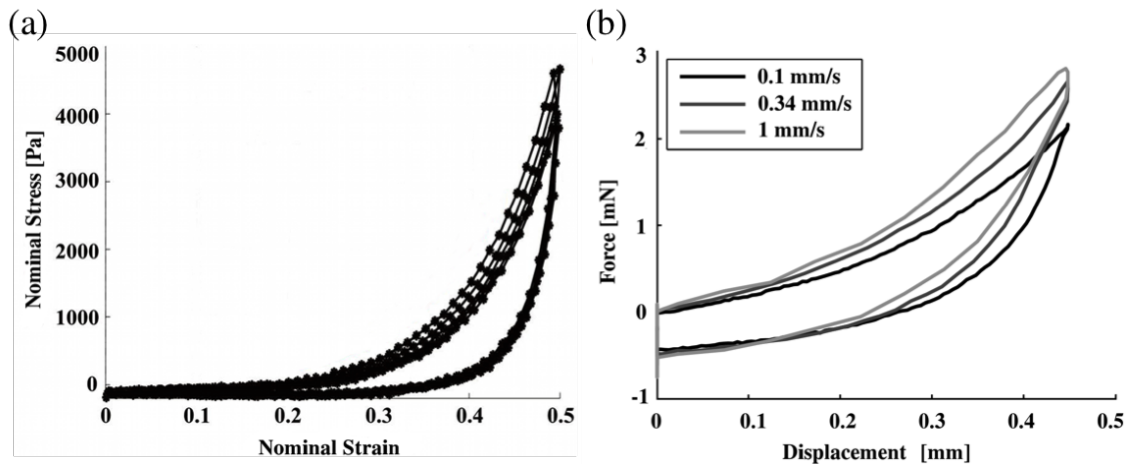 (a)
5000
4000
3000
2000
1000
0
Nominal Stress [Pa]
0 0.1 0.2 0.3 0.4 0.5
Nominal Strain
(b)
3
2
1
0
-1
Force [mN]
0.1 mm/s
0.34 mm/s
1 mm/s
0 0.1 0.2 0.3 0.4 0.5
Displacement [mm]